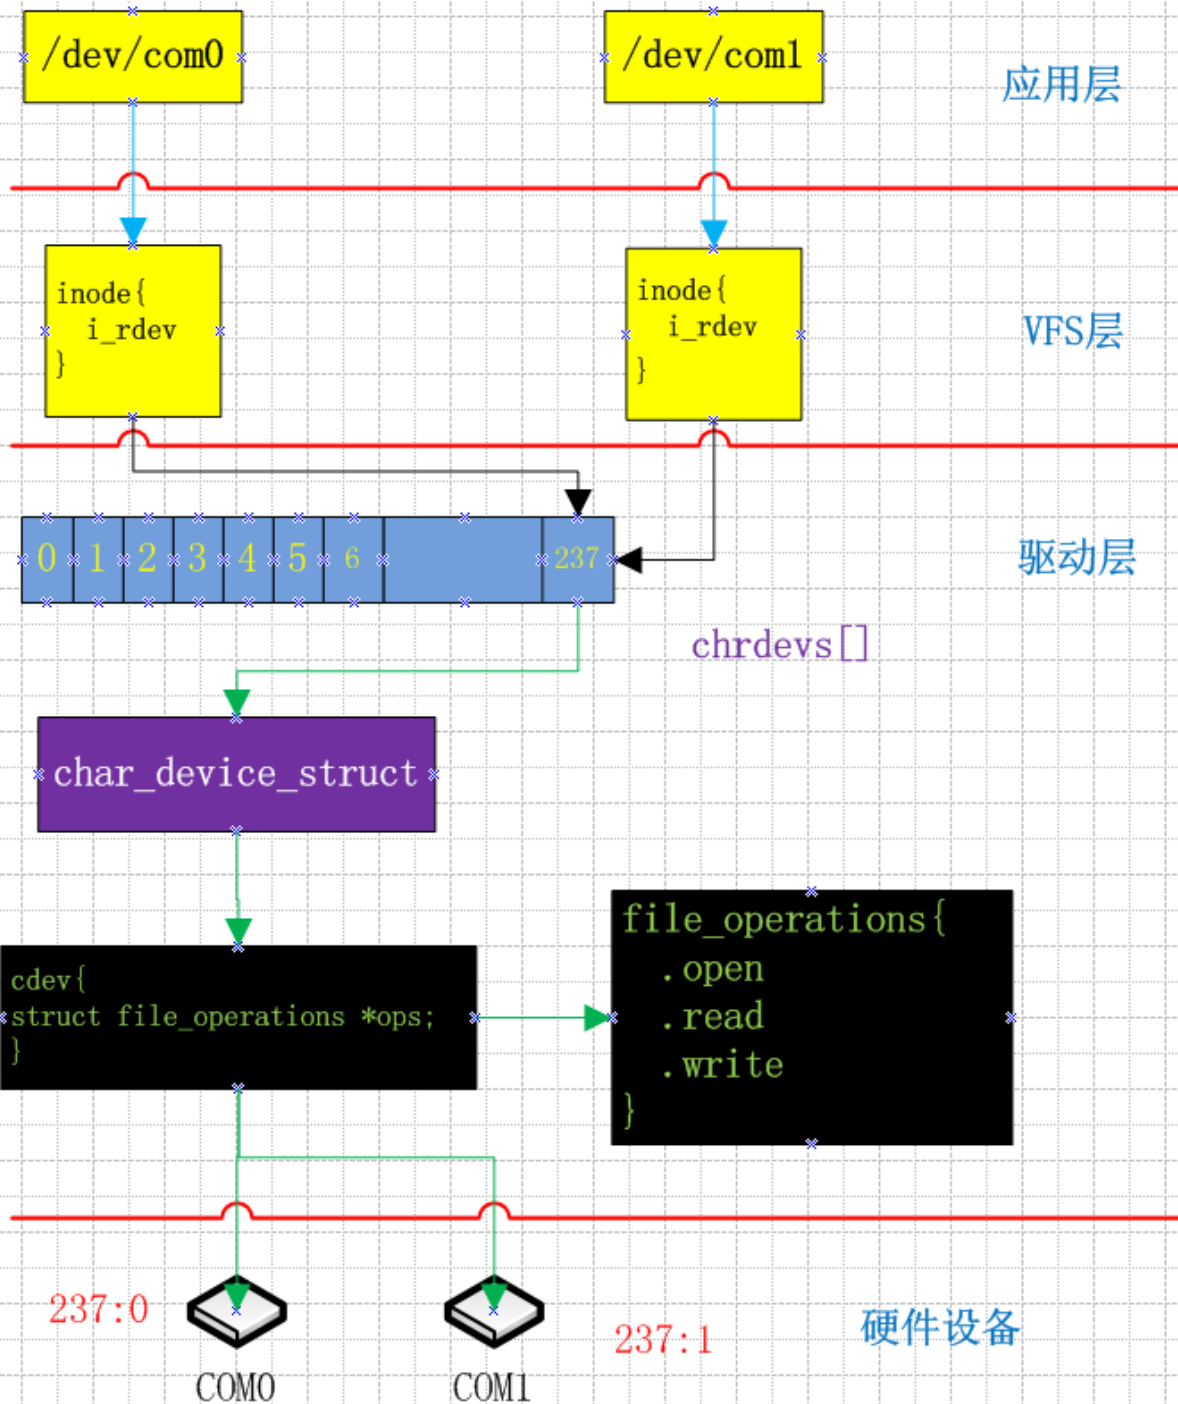 /dev/com0
/dev/com1
应用层
inode{
i_rdev
}
inode{
i_rdev
}
VFS层
0 1 2 3 4 5 6 237
驱动层
chrdevs[]
char_device_struct
cdev{
struct file_operations *ops;
}
file_operations{
.open
.read
.write
}
237:0
237:1
硬件设备
COM0
COM1